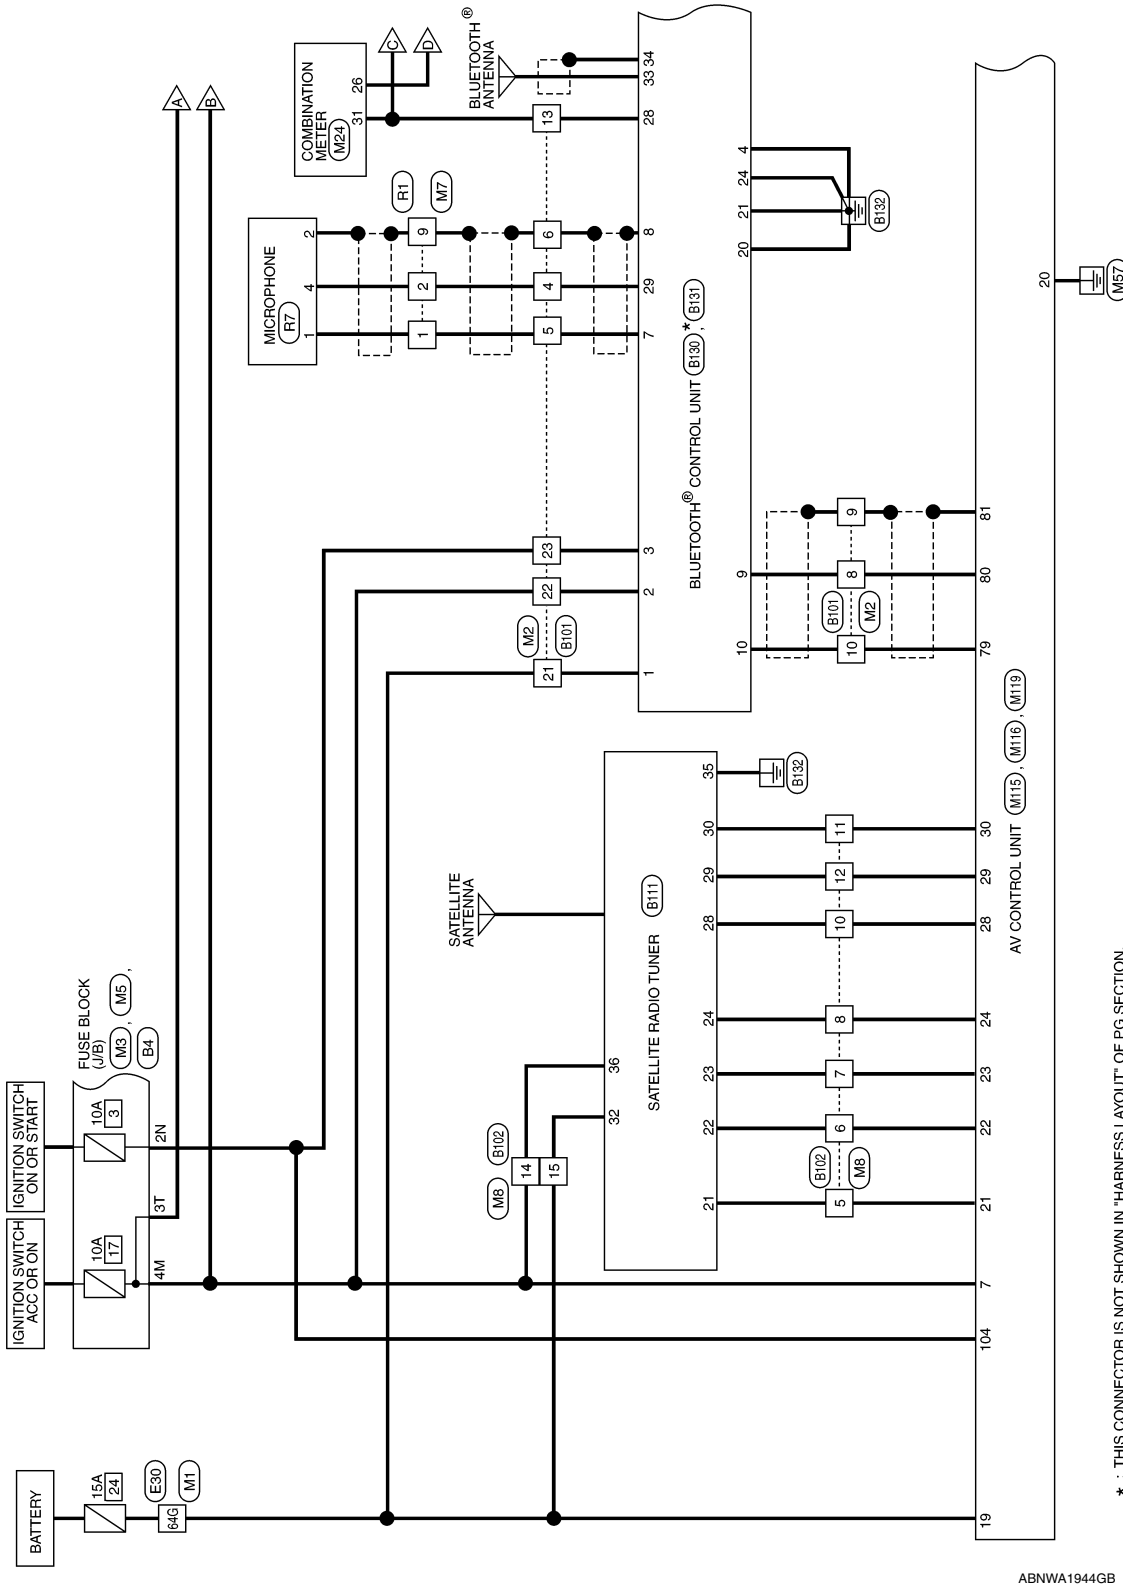 BATTERY
15A
24
64G
E30
M1
IGNITION SWITCH
ACC OR ON
IGNITION SWITCH
ON OR START
10A
17
10A
3
4M
3T
2N
FUSE BLOCK
(J/B)
M3 , M5 ,
B4
A
B
MICROPHONE
R7
1
4
2
COMBINATION
METER
M24
31
26
C
D
R1
M7
1
2
9
BLUETOOTH®
ANTENNA
M2
B101
21
22
23
5
4
6
13
1
2
3
7
29
8
28
33
34
BLUETOOTH® CONTROL UNIT B130 ,* B131
10
9
20
21
24
4
B132
SATELLITE
ANTENNA
M8
B102
14
15
32
36
SATELLITE RADIO TUNER
B111
21
22
23
24
28
29
30
35
B132
B102
M8
5
6
7
8
10
12
11
B101
M2
10
8
9
19
104
7
21
22
23
24
28
29
30
79
80
81
AV CONTROL UNIT M115 , M116 , M119
20
M57
* : THIS CONNECTOR IS NOT SHOWN IN "HARNESS LAYOUT" OF PG SECTION.
ABNWA1944GB